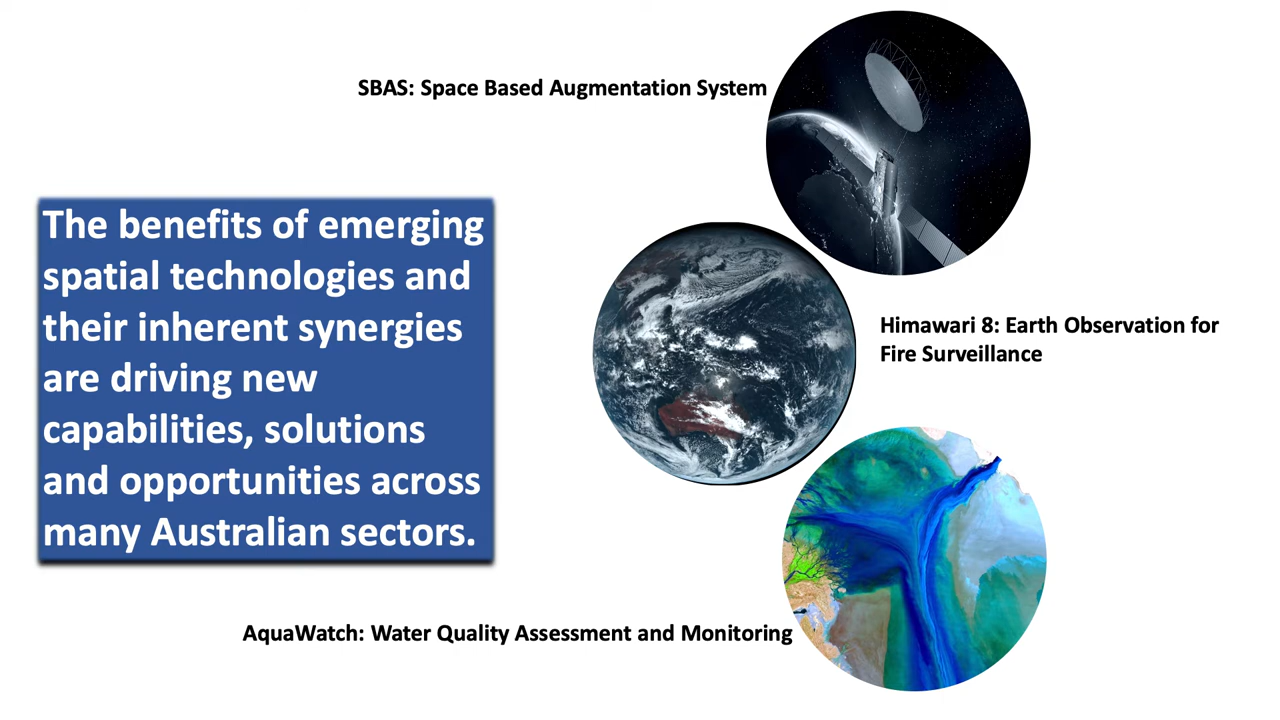 SBAS: Space Based Augmentation System
The benefits of emerging
spatial technologies and
their inherent synergies
are driving new
capabilities, solutions
and opportunities across
many Australian sectors.
Himawari 8: Earth Observation for
Fire Surveillance
AquaWatch: Water Quality Assessment and Monitoring